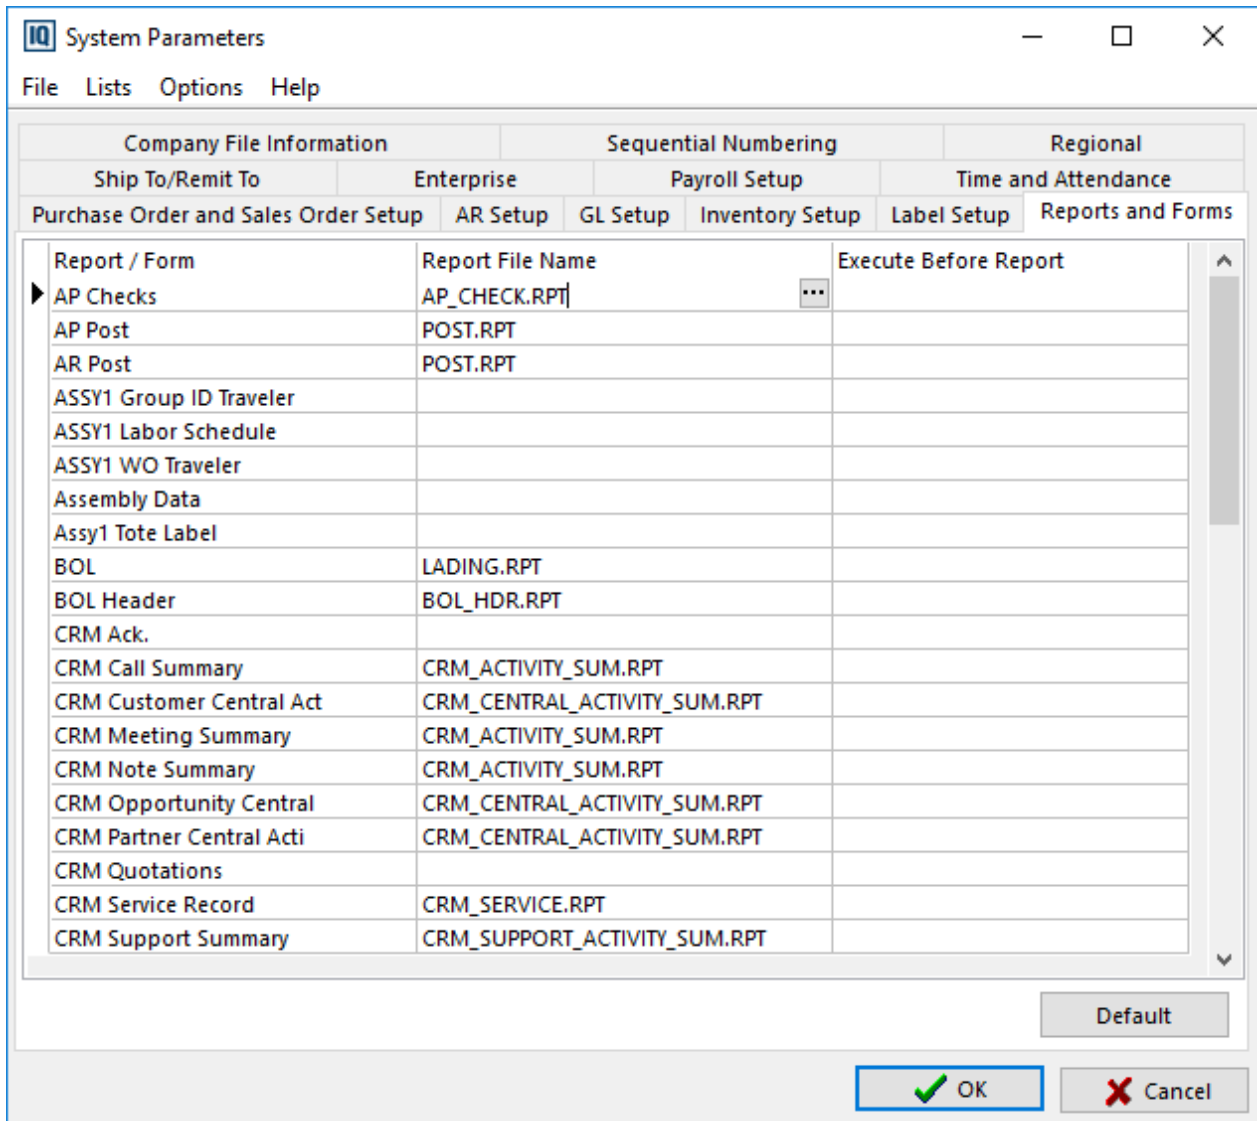 IQ System Parameters
File Lists Options Help
Company File Information Sequential Numbering Regional
Ship To/Remit To Enterprise Payroll Setup Time and Attendance
Purchase Order and Sales Order Setup AR Setup GL Setup Inventory Setup Label Setup Reports and Forms
Report / Form Report File Name Execute Before Report
AP Checks AP_CHECK.RPT ...
AP Post POST.RPT
AR Post POST.RPT
ASSY1 Group ID Traveler
ASSY1 Labor Schedule
ASSY1 WO Traveler
Assembly Data
Assy1 Tote Label
BOL LADING.RPT
BOL Header BOL_HDR.RPT
CRM Ack.
CRM Call Summary CRM_ACTIVITY_SUM.RPT
CRM Customer Central Act CRM_CENTRAL_ACTIVITY_SUM.RPT
CRM Meeting Summary CRM_ACTIVITY_SUM.RPT
CRM Note Summary CRM_ACTIVITY_SUM.RPT
CRM Opportunity Central CRM_CENTRAL_ACTIVITY_SUM.RPT
CRM Partner Central Acti CRM_CENTRAL_ACTIVITY_SUM.RPT
CRM Quotations
CRM Service Record CRM_SERVICE.RPT
CRM Support Summary CRM_SUPPORT_ACTIVITY_SUM.RPT
Default
OK Cancel